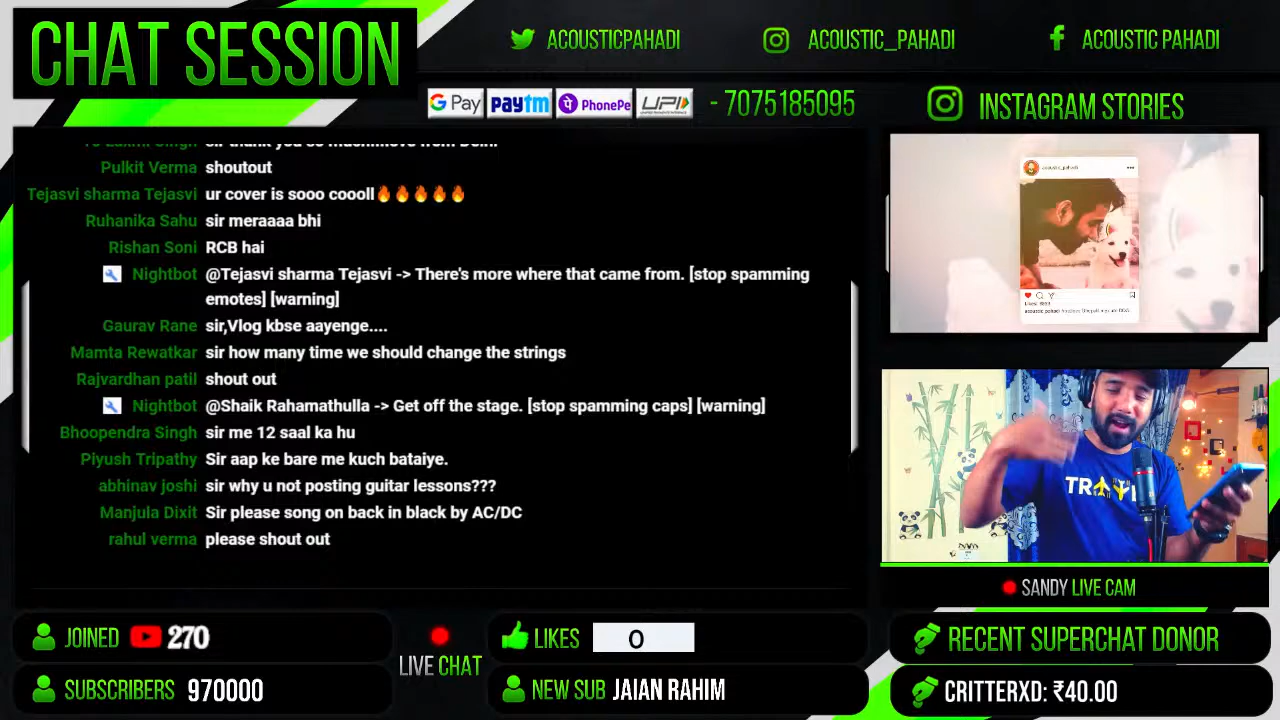 CHAT SESSION
ACOUSTICPAHADI
ACOUSTIC_PAHADI
ACOUSTIC PAHADI
G Pay paytm PhonePe UPI - 7075185095
INSTAGRAM STORIES
Pulkit Verma shoutout
Tejasvi sharma Tejasvi ur cover is sooo coooll🔥🔥🔥🔥🔥
Ruhanika Sahu sir meraaaa bhi
Rishan Soni RCB hai
Nightbot @Tejasvi sharma Tejasvi -> There's more where that came from. [stop spamming
emotes] [warning]
Gaurav Rane sir,Vlog kbse aayenge....
Mamta Rewatkar sir how many time we should change the strings
Rajvardhan patil shout out
Nightbot @Shaik Rahamathulla -> Get off the stage. [stop spamming caps] [warning]
Bhoopendra Singh sir me 12 saal ka hu
Piyush Tripathy Sir aap ke bare me kuch bataiye.
abhinav joshi sir why u not posting guitar lessons???
Manjula Dixit Sir please song on back in black by AC/DC
rahul verma please shout out
acoustic_pahadi
SANDY LIVE CAM
JOINED 270
SUBSCRIBERS 970000
LIVE CHAT
LIKES 0
NEW SUB JAIAN RAHIM
RECENT SUPERCHAT DONOR
CRITTERXD: ₹40.00